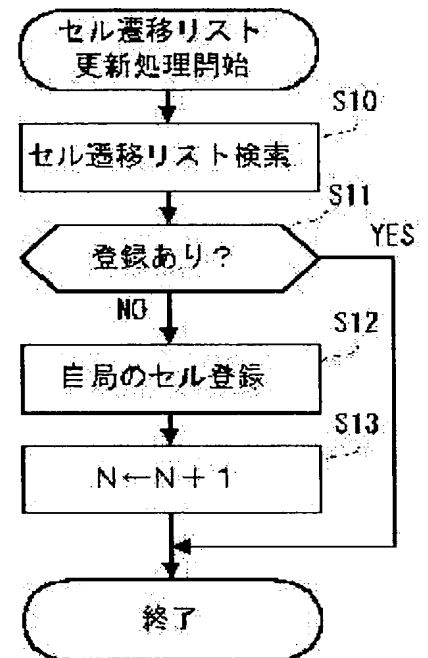 セル遷移リスト
更新処理開始
S10
セル遷移リスト検索
S11
登録あり?
YES
NO
S12
自局のセル登録
S13
N←N+1
終了